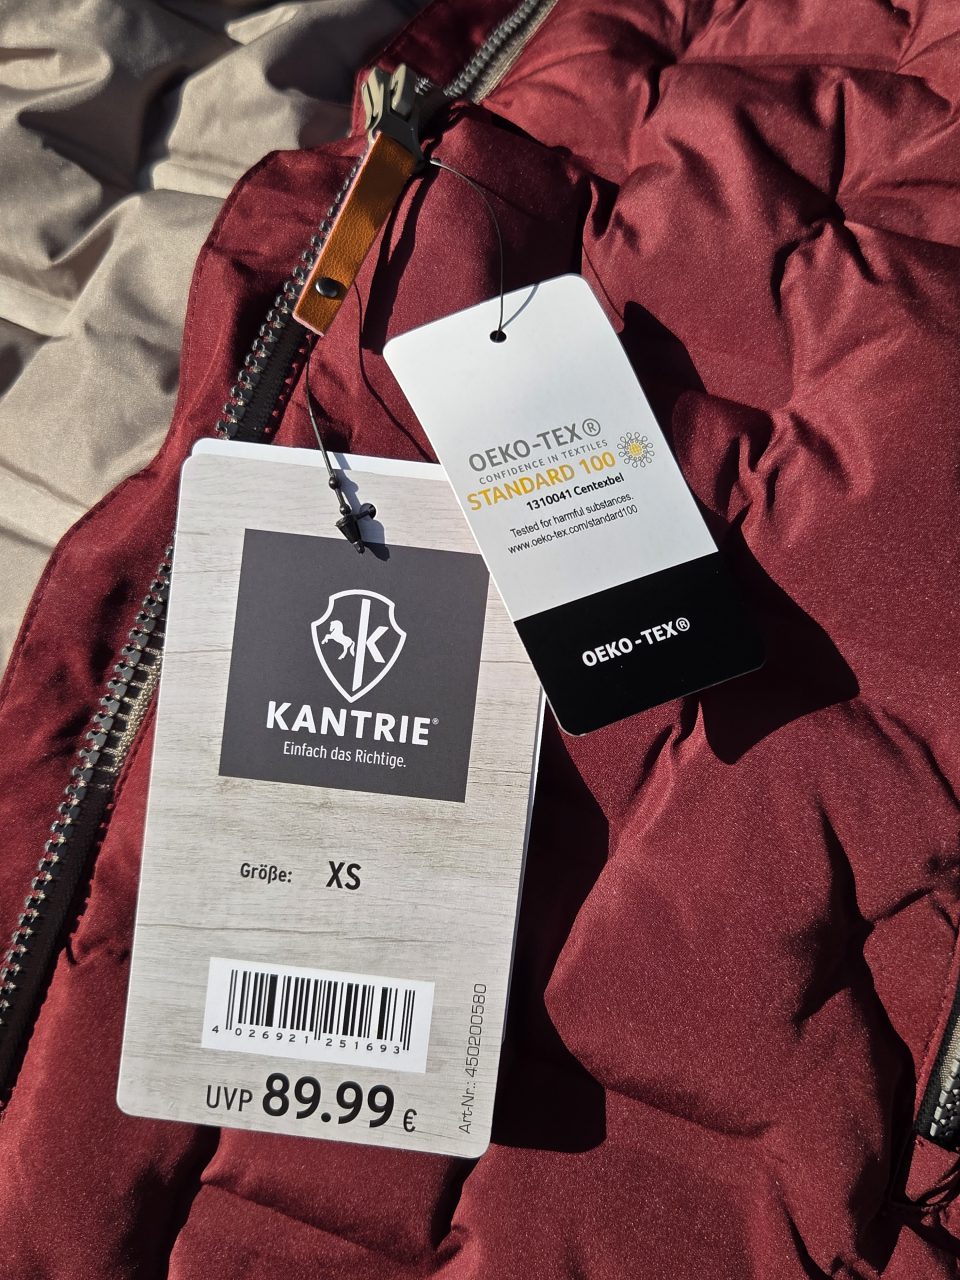 OEKO-TEX®
CONFIDENCE IN TEXTILES
STANDARD 100
1310041 Centexbel
Tested for harmful substances.
www.oeko-tex.com/standard100
OEKO-TEX®
K
KANTRIE®
Einfach das Richtige.
Größe: XS
4 026921 251693
UVP 89.99 €
Art-Nr.: 450200580